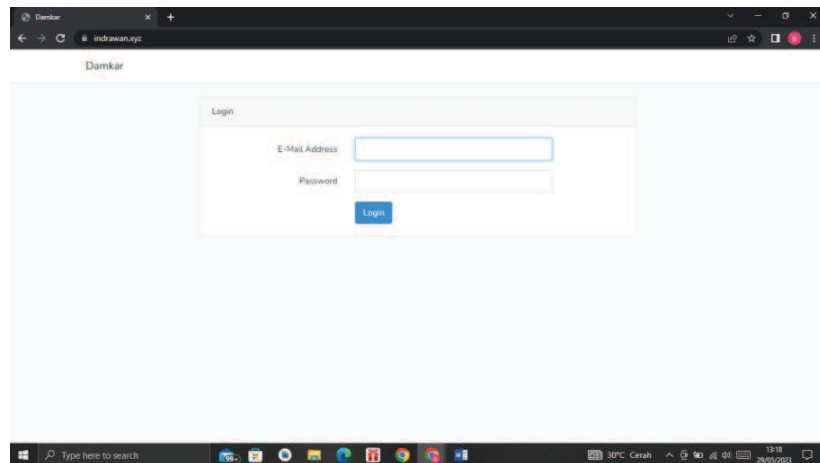 Damkar
indrawan.xyz
Damkar
Login
E-Mail Address
Password
Login
Type here to search
99+
30°C Cerah
13:18
29/05/2023